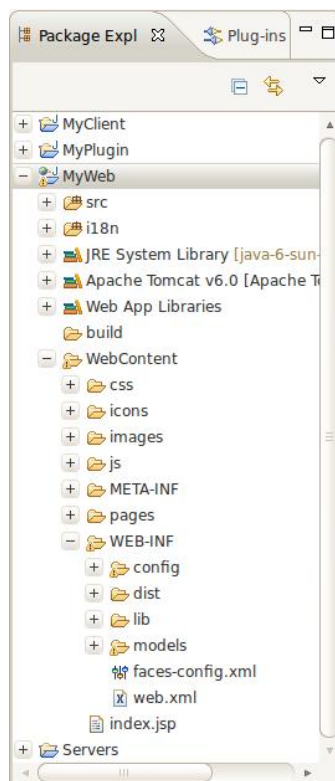 Package Expl Plug-ins
MyClient
MyPlugin
MyWeb
src
i18n
JRE System Library [java-6-sun-
Apache Tomcat v6.0 [Apache
Web App Libraries
build
WebContent
css
icons
images
js
META-INF
pages
WEB-INF
config
dist
lib
models
faces-config.xml
web.xml
index.jsp
Servers